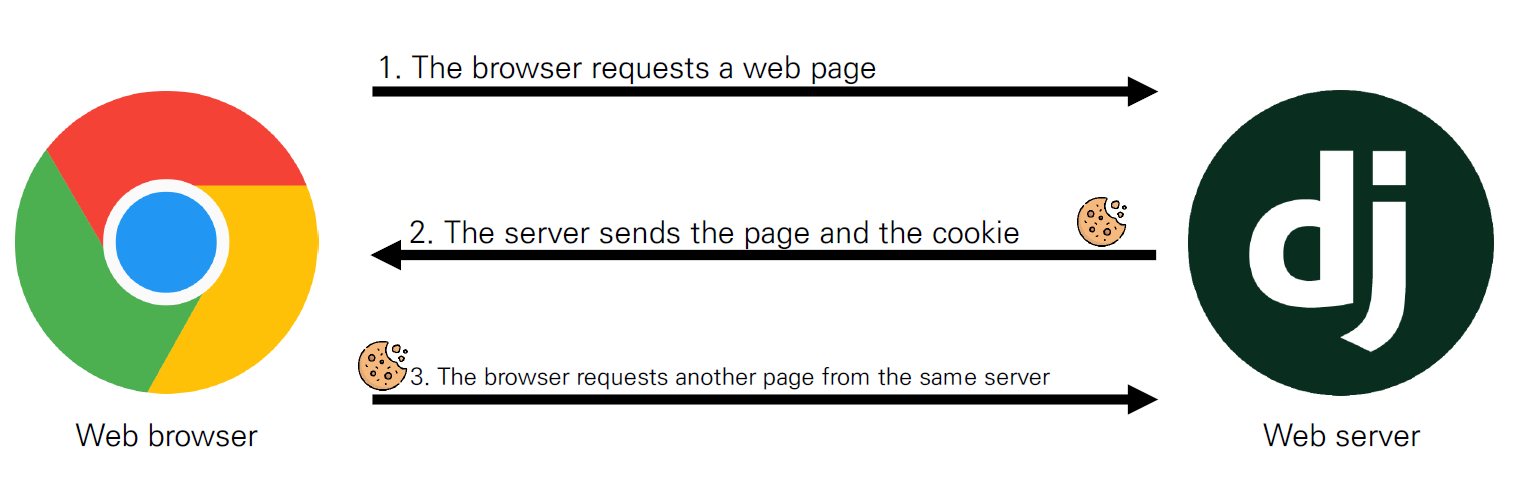 1. The browser requests a web page
2. The server sends the page and the cookie
dj
3. The browser requests another page from the same server
Web browser
Web server